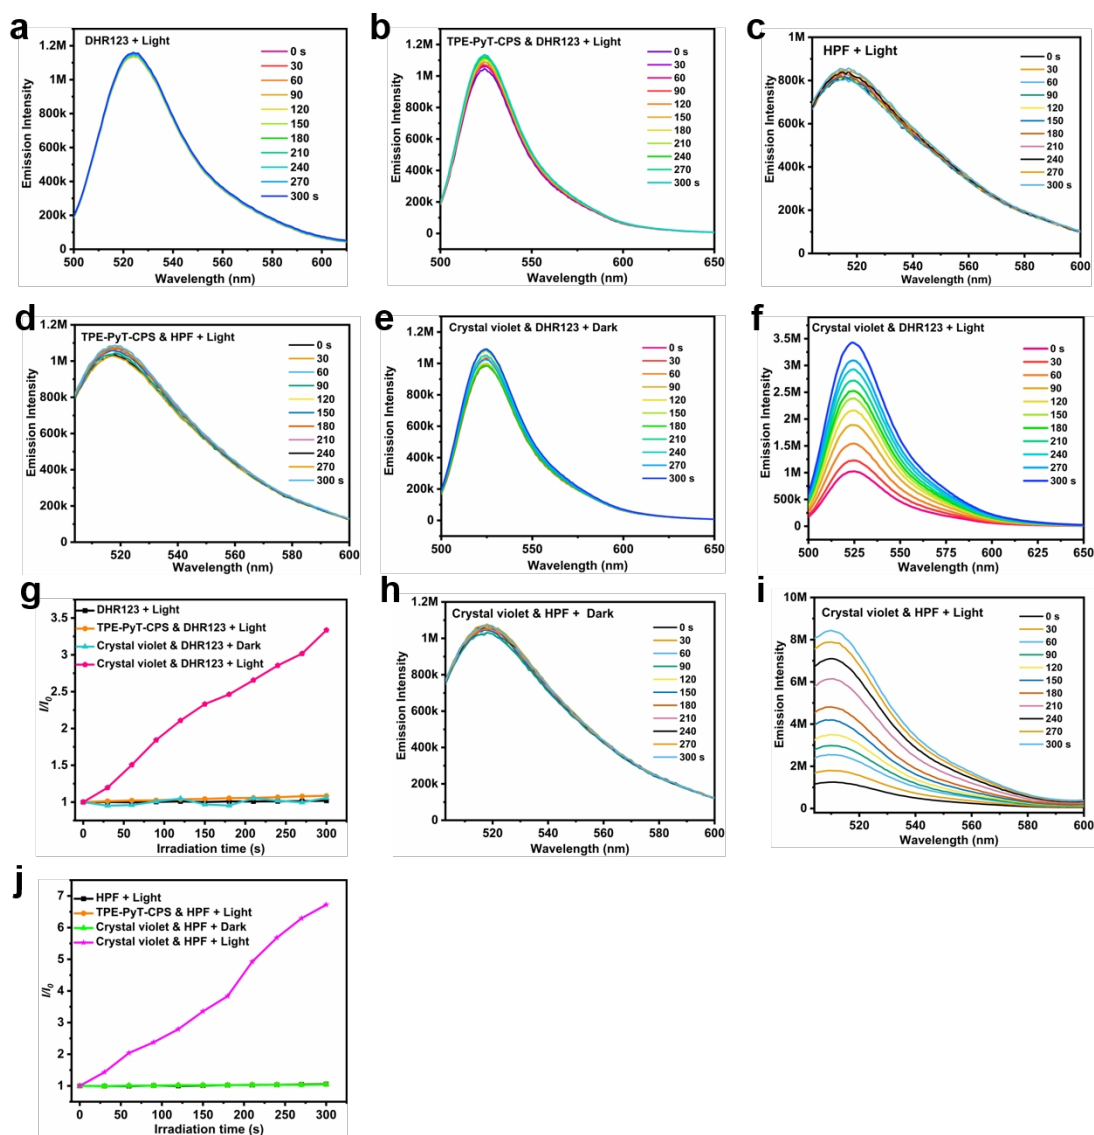 a
DHR123 + Light
1.2M
1M
800k
600k
400k
200k
0
Emission Intensity
500 520 540 560 580 600
Wavelength (nm)
0 s
30
60
90
120
150
180
210
240
270
300 s
b
TPE-PyT-CPS & DHR123 + Light
1.2M
1M
800k
600k
400k
200k
0
Emission Intensity
500 550 600 650
Wavelength (nm)
0 s
30
60
90
120
150
180
210
240
270
300 s
c
HPF + Light
1M
800k
600k
400k
200k
0
Emission Intensity
520 540 560 580 600
Wavelength (nm)
0 s
30
60
90
120
150
180
210
240
270
300 s
d
TPE-PyT-CPS & HPF + Light
1.2M
1M
800k
600k
400k
200k
0
Emission Intensity
520 540 560 580 600
Wavelength (nm)
0 s
30
60
90
120
150
180
210
240
270
300 s
e
Crystal violet & DHR123 + Dark
1.2M
1M
800k
600k
400k
200k
0
Emission Intensity
500 550 600 650
Wavelength (nm)
0 s
30
60
90
120
150
180
210
240
270
300 s
f
Crystal violet & DHR123 + Light
3.5M
3M
2.5M
2M
1.5M
1M
500k
0
Emission Intensity
500 525 550 575 600 625 650
Wavelength (nm)
0 s
30
60
90
120
150
180
210
240
270
300 s
g
DHR123 + Light
TPE-PyT-CPS & DHR123 + Light
Crystal violet & DHR123 + Dark
Crystal violet & DHR123 + Light
3.5
3
2.5
2
1.5
1
0.5
I/I0
0 50 100 150 200 250 300
Irradiation time (s)
h
Crystal violet & HPF + Dark
1.2M
1M
800k
600k
400k
200k
0
Emission Intensity
520 540 560 580 600
Wavelength (nm)
0 s
30
60
90
120
150
180
210
240
270
300 s
i
Crystal violet & HPF + Light
10M
8M
6M
4M
2M
0
Emission Intensity
520 540 560 580 600
Wavelength (nm)
0 s
30
60
90
120
150
180
210
240
270
300 s
j
HPF + Light
TPE-PyT-CPS & HPF + Light
Crystal violet & HPF + Dark
Crystal violet & HPF + Light
7
6
5
4
3
2
1
I/I0
0 50 100 150 200 250 300
Irradiation time (s)